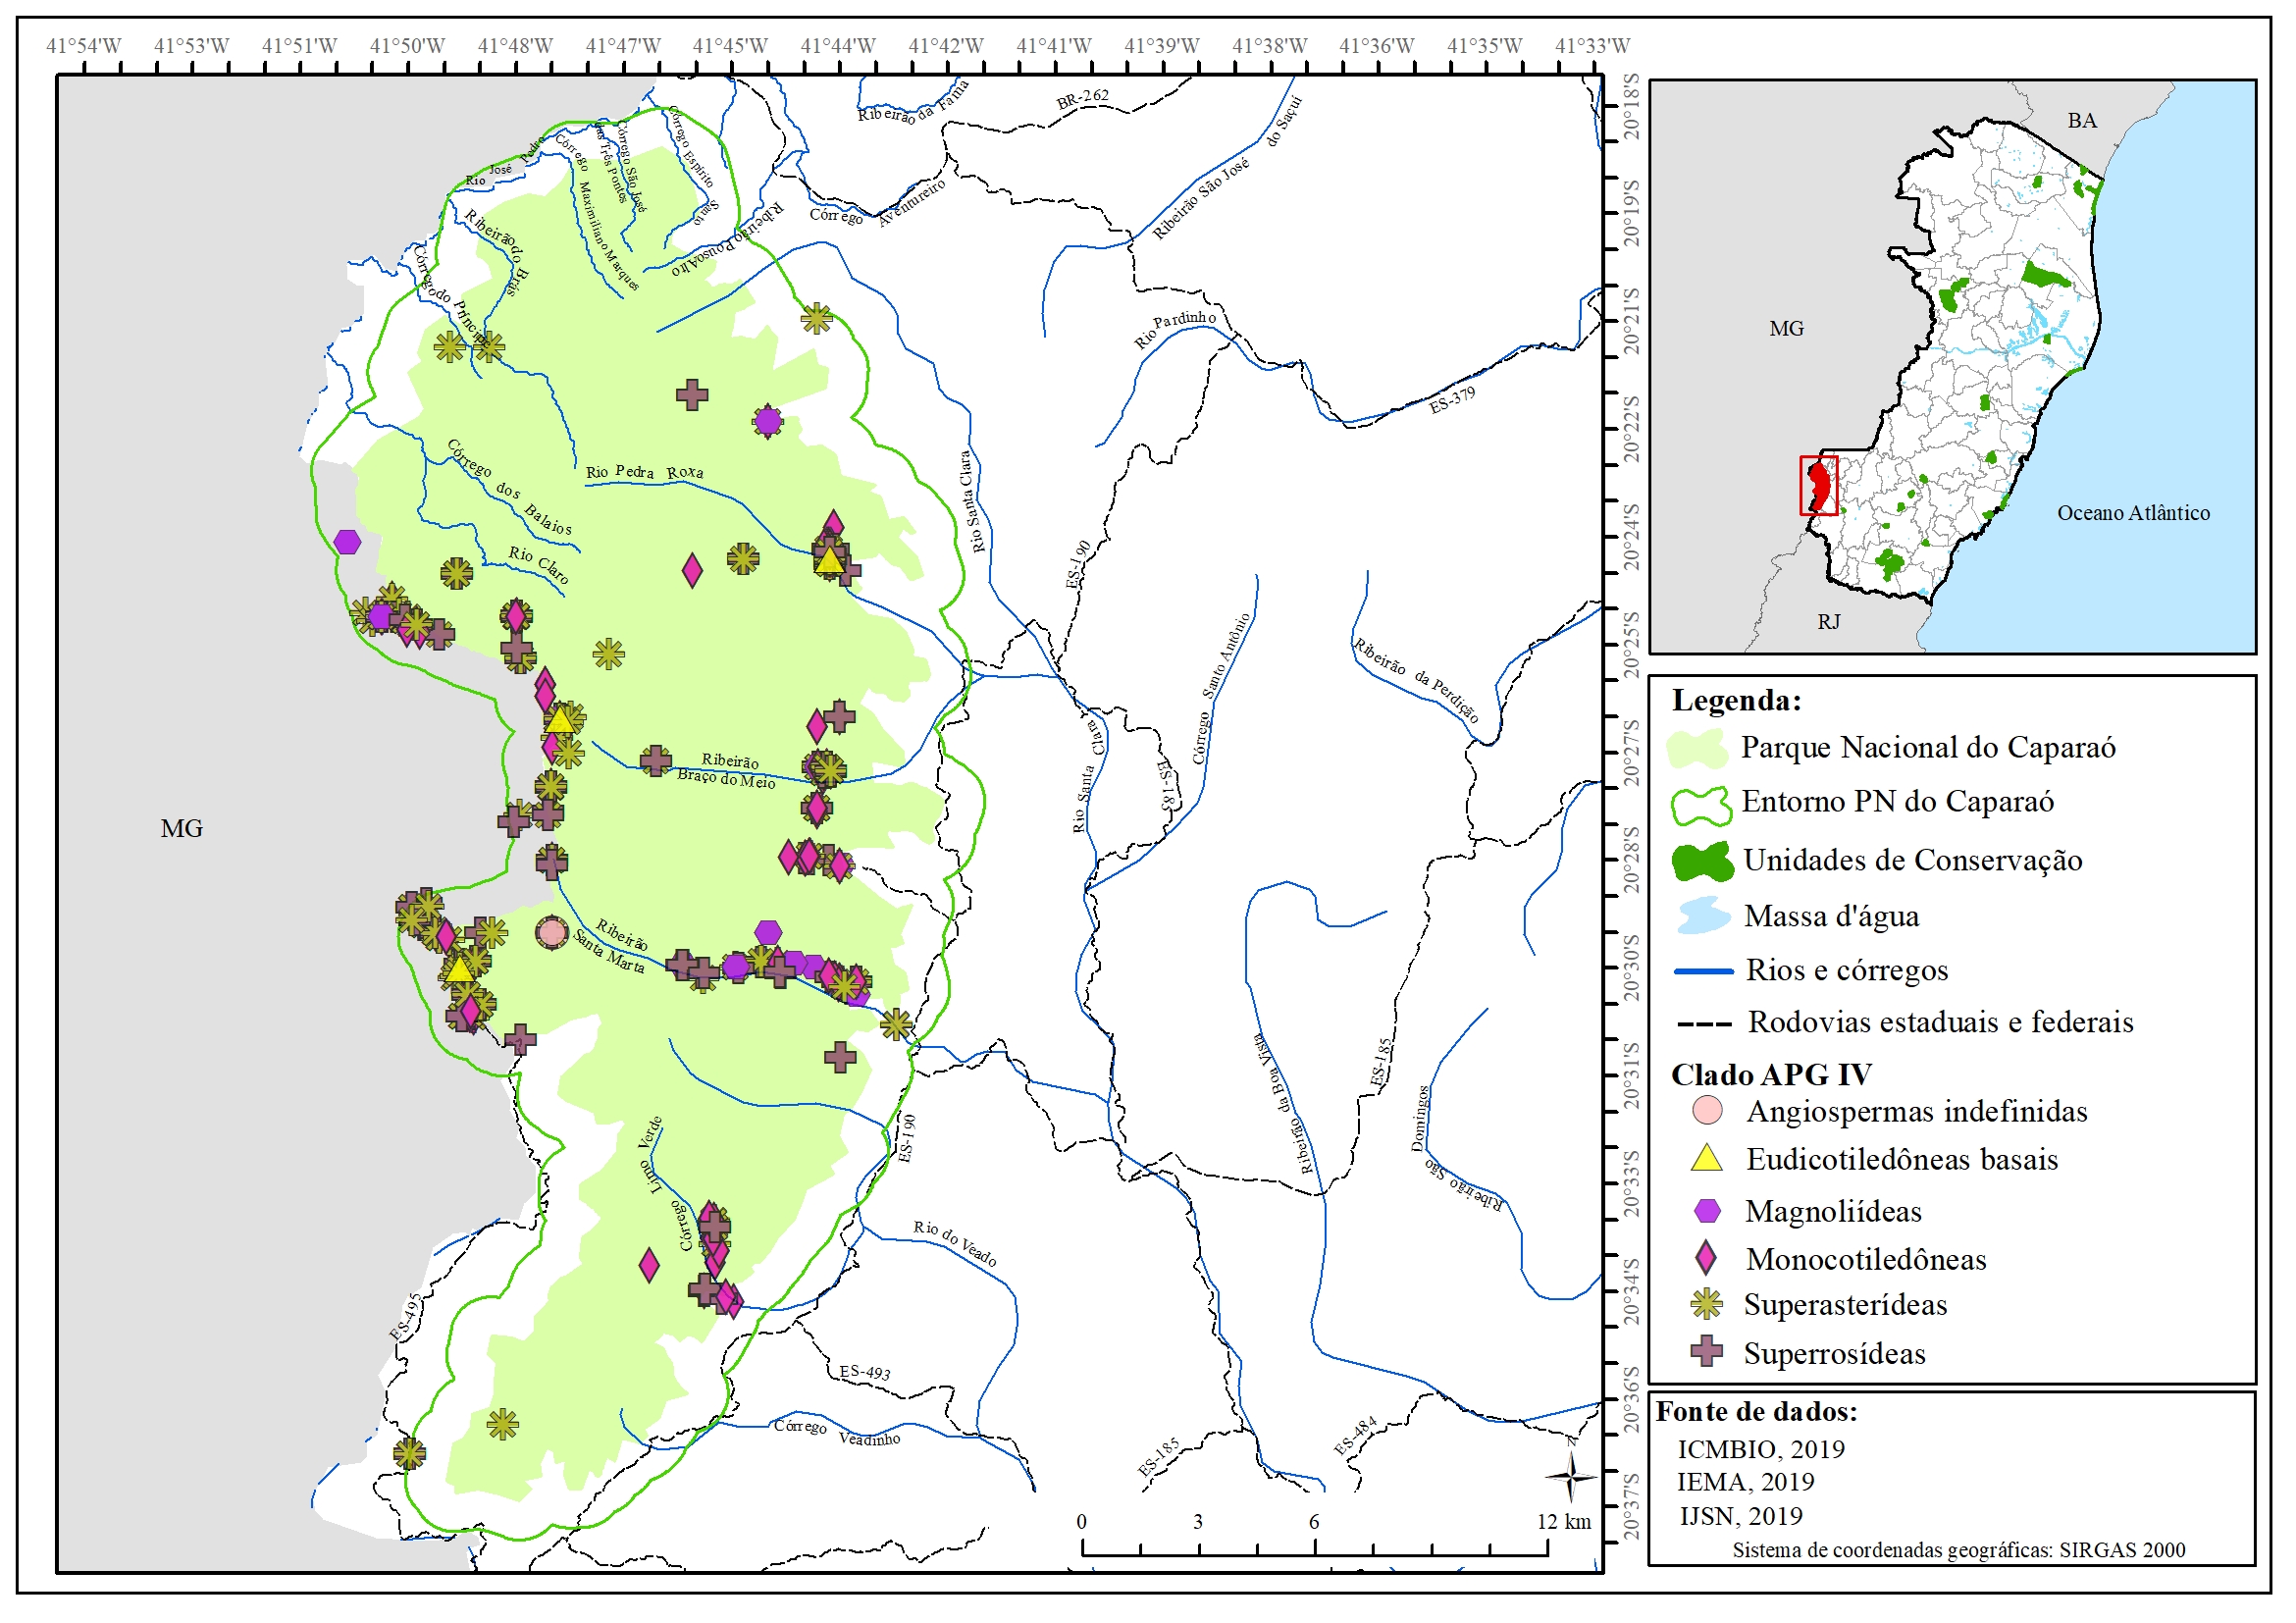 41°54'W 41°53'W 41°51'W 41°50'W 41°48'W 41°47'W 41°45'W 41°44'W 41°42'W 41°41'W 41°39'W 41°38'W 41°36'W 41°35'W 41°33'W
20°18'S
20°19'S
20°21'S
20°22'S
20°24'S
20°25'S
20°27'S
20°28'S
20°30'S
20°31'S
20°33'S
20°34'S
20°36'S
20°37'S
Ribeirão da Fama
BR-262
Ribeirão São José do Saçuí
Rio José Pedro
Córrego Maximiliano Marques
Córrego São José
das Três Pontes
Córrego Espírito Santo
Ribeirão Pouso Alto
Córrego Aventureiro
Ribeirão do Brás
Córrego do Príncipe
Rio Pardinho
ES-379
Córrego dos Balaios
Rio Claro
Rio Pedra Roxa
Rio Santa Clara
ES-190
Córrego Santo Antônio
Ribeirão da Perdição
Rio Santa Clara
ES-185
Ribeirão
Braço do Meio
MG
Ribeirão
Santa Marta
Ribeirão da Boa Vista
ES-185
Ribeirão São Domingos
ES-190
Córrego Limo Verde
Rio do Veado
ES-495
ES-493
Córrego Veadinho
ES-185
ES-484
N
0 3 6 12 km
BA
MG
Oceano Atlântico
RJ
Legenda:
Parque Nacional do Caparaó
Entorno PN do Caparaó
Unidades de Conservação
Massa d'água
Rios e córregos
Rodovias estaduais e federais
Clado APG IV
Angiospermas indefinidas
Eudicotiledôneas basais
Magnoliídeas
Monocotiledôneas
Superasterídeas
Superrosídeas
Fonte de dados:
ICMBIO, 2019
IEMA, 2019
IJSN, 2019
Sistema de coordenadas geográficas: SIRGAS 2000